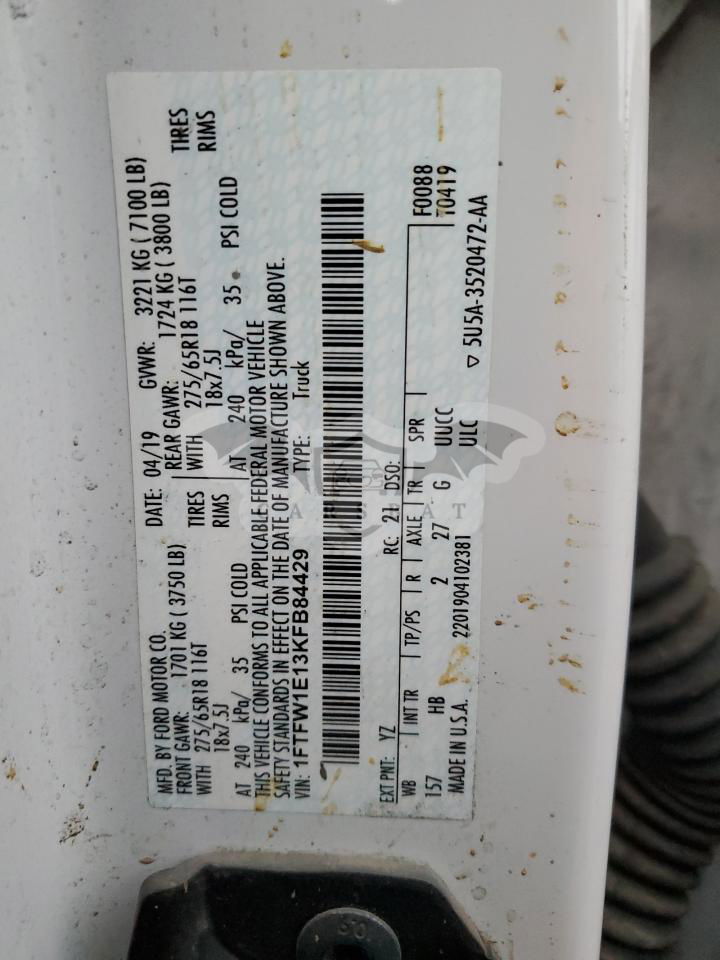 MFD. BY FORD MOTOR CO. DATE: 04/19 GVWR: 3221 KG ( 7100 LB)
FRONT GAWR: 1701 KG ( 3750 LB) REAR GAWR: 1724 KG ( 3800 LB)
WITH 275/65R18 116T TIRES WITH 275/65R18 116T TIRES
18x7.5J RIMS 18x7.5J RIMS
AT 240 kPa/ 35 PSI COLD AT 240 kPa/ 35 PSI COLD
THIS VEHICLE CONFORMS TO ALL APPLICABLE FEDERAL MOTOR VEHICLE
SAFETY STANDARDS IN EFFECT ON THE DATE OF MANUFACTURE SHOWN ABOVE.
VIN: 1FTFW1E13KFB84429 TYPE: Truck
EXT PNT: YZ RC: 21 DSO: F0088
WB INT TR TP/PS R AXLE TR SPR T0419
157 HB 2 27 G UUCC
MADE IN U.S.A. 2201904102381 ULC ▽ 5U5A-3520472-AA